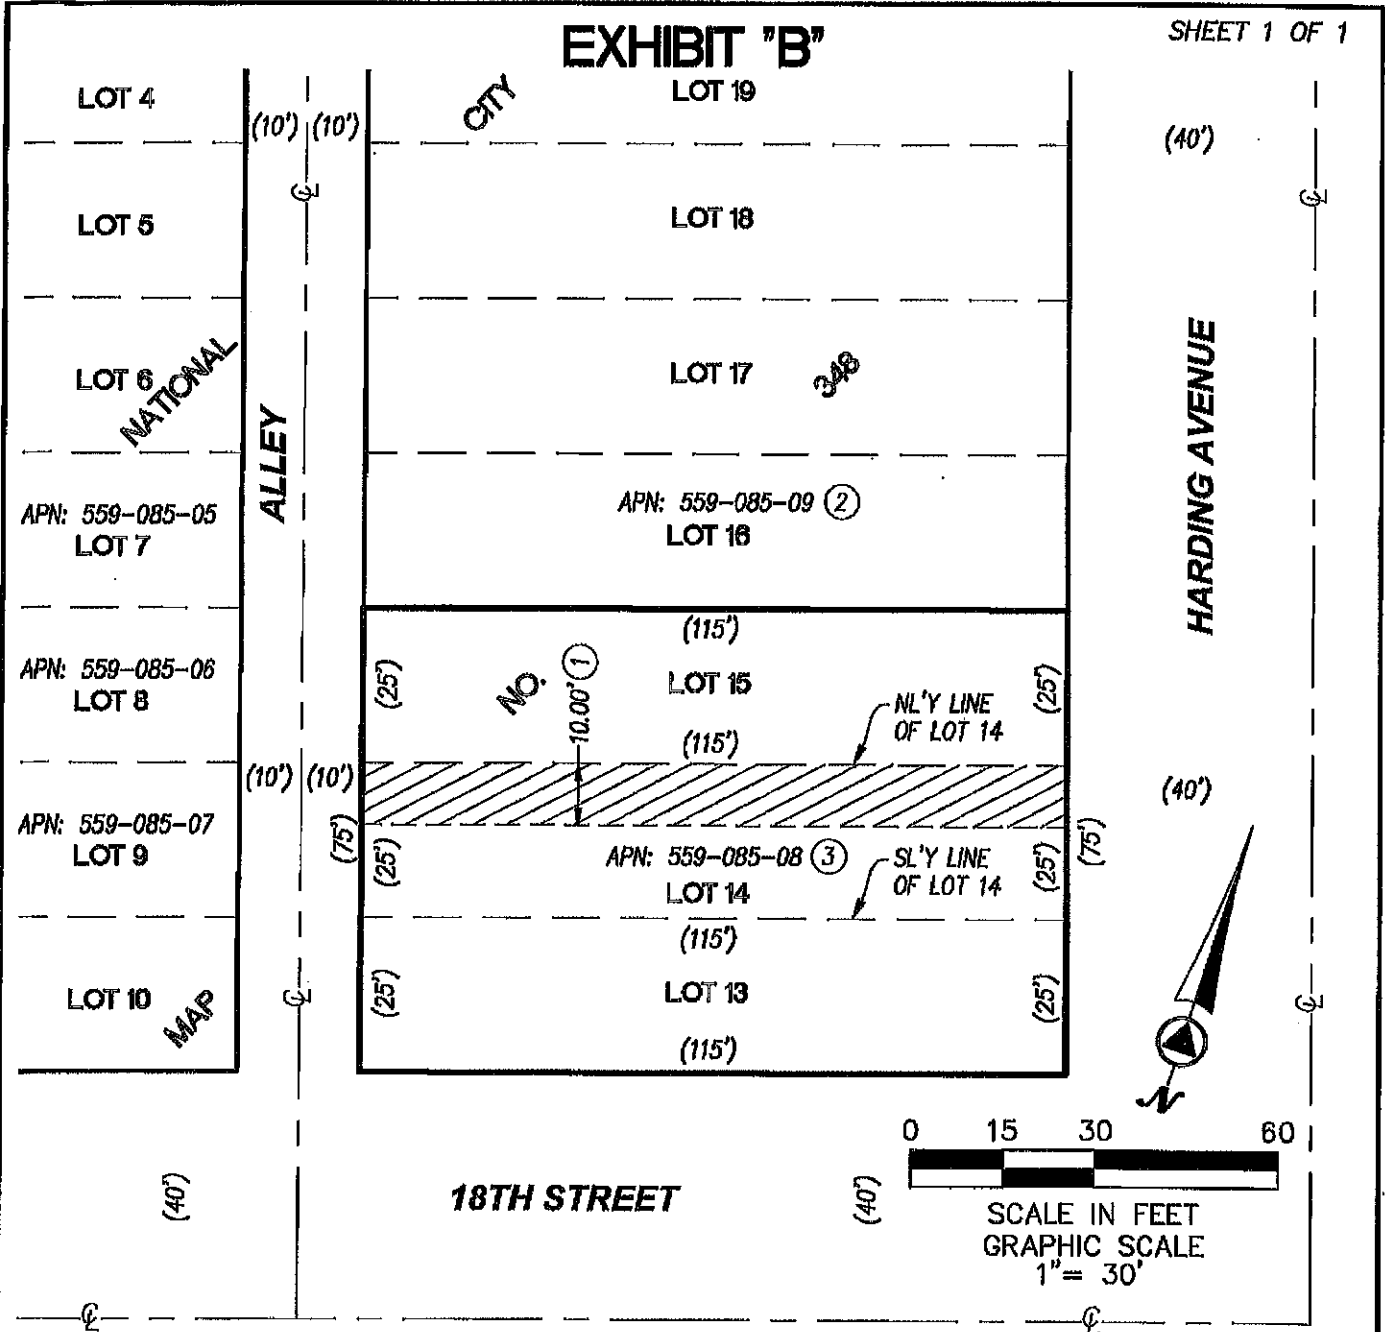 EXHIBIT "B"
SHEET 1 OF 1
LOT 4
(10') (10')
CITY
LOT 19
(40')
℄
℄
LOT 5
LOT 18
LOT 6
NATIONAL
LOT 17
348
ALLEY
HARDING AVENUE
APN: 559-085-05
LOT 7
APN: 559-085-09 2
LOT 16
(115')
APN: 559-085-06
LOT 8
(25')
NO.
10.00' 1
LOT 15
(25')
NL'Y LINE
OF LOT 14
(115')
(10') (10')
(40')
APN: 559-085-07
LOT 9
(75')
(25')
APN: 559-085-08 3
LOT 14
SL'Y LINE
OF LOT 14
(25')
(75')
(115')
LOT 10
MAP
℄
(25')
LOT 13
(25')
℄
(115')
N
0 15 30 60
(40')
18TH STREET
(40')
SCALE IN FEET
GRAPHIC SCALE
1"= 30'
℄
℄